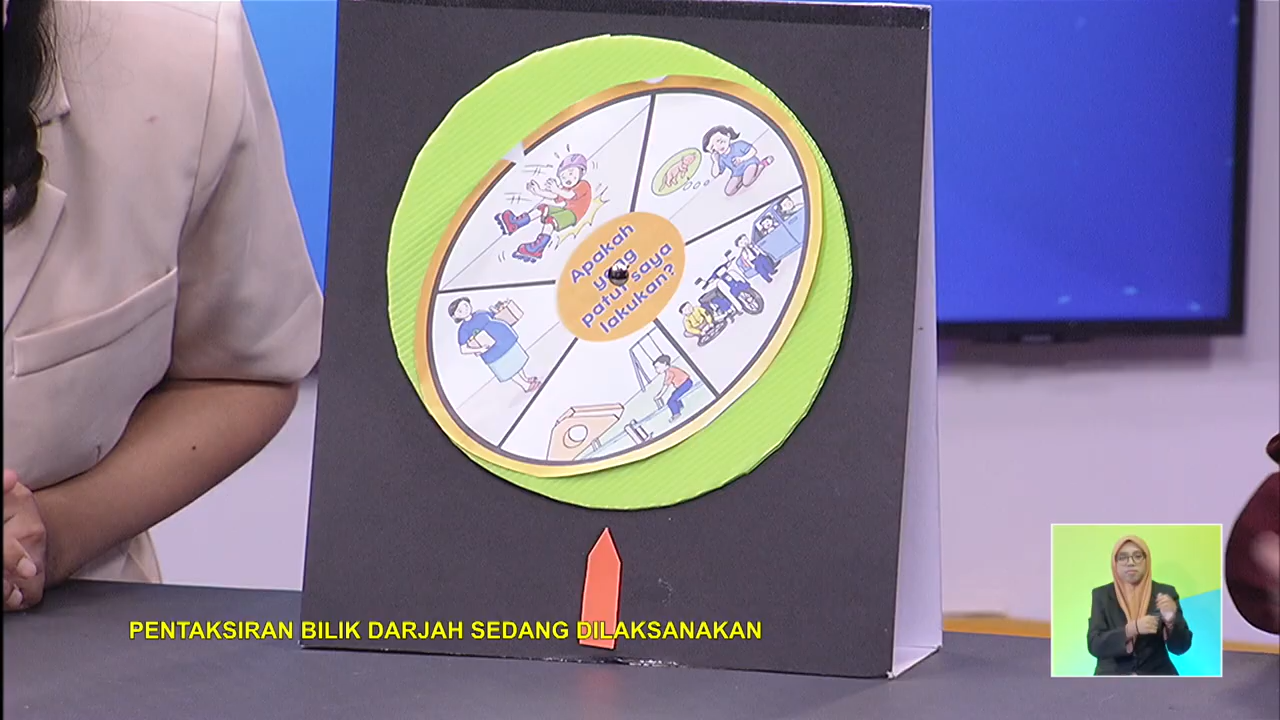 Apakah
yang
patut saya
lakukan?
PENTAKSIRAN BILIK DARJAH SEDANG DILAKSANAKAN